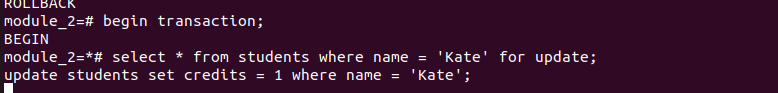 ROLLBACK
module_2=# begin transaction;
BEGIN
module_2=*# select * from students where name = 'Kate' for update;
update students set credits = 1 where name = 'Kate';